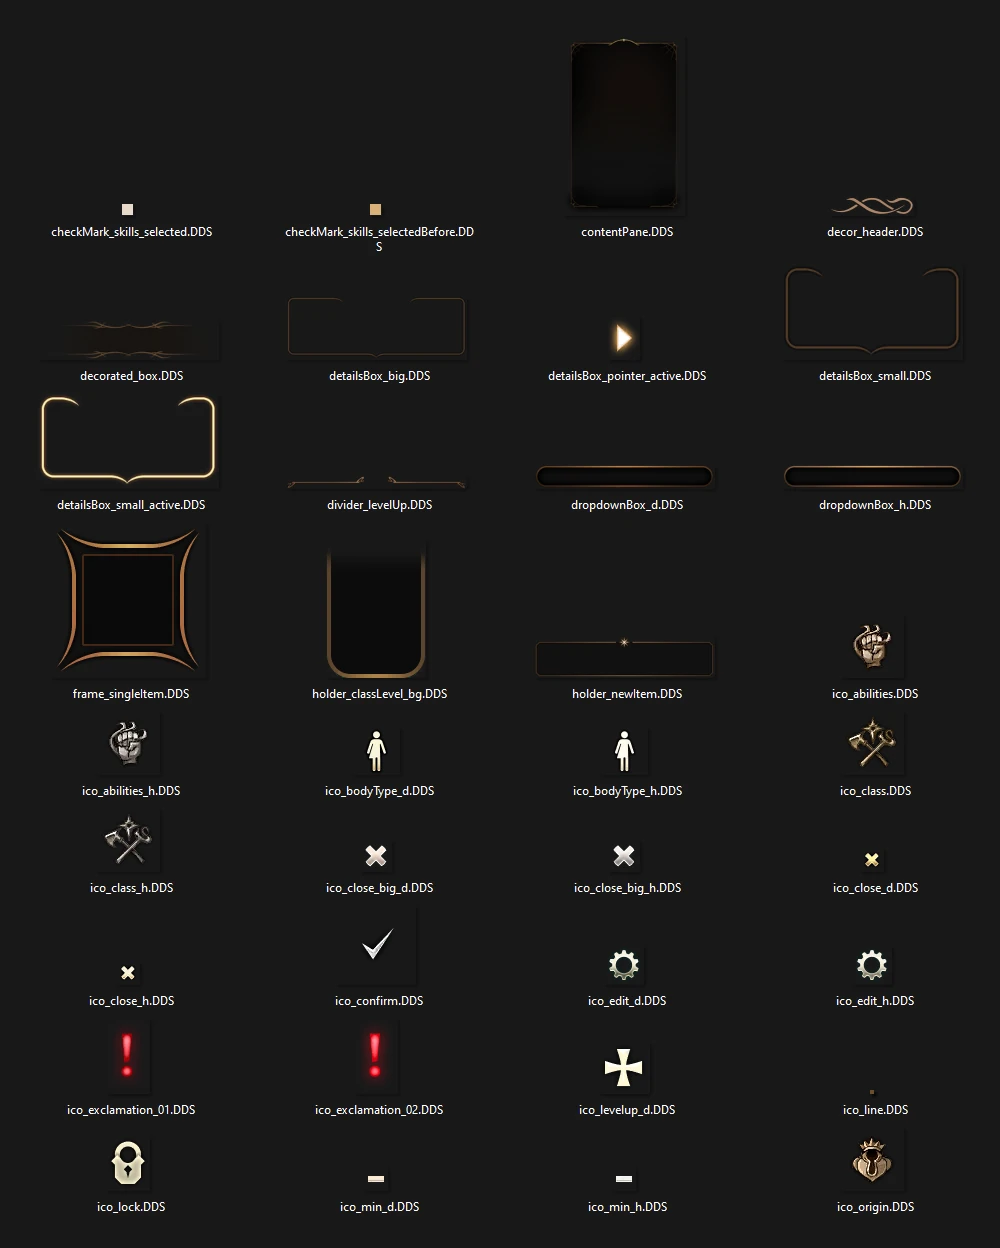 checkMark_skills_selected.DDS
checkMark_skills_selectedBefore.DD
S
contentPane.DDS
decor_header.DDS
decorated_box.DDS
detailsBox_big.DDS
detailsBox_pointer_active.DDS
detailsBox_small.DDS
detailsBox_small_active.DDS
divider_levelUp.DDS
dropdownBox_d.DDS
dropdownBox_h.DDS
frame_singleItem.DDS
holder_classLevel_bg.DDS
holder_newItem.DDS
ico_abilities.DDS
ico_abilities_h.DDS
ico_bodyType_d.DDS
ico_bodyType_h.DDS
ico_class.DDS
ico_class_h.DDS
ico_close_big_d.DDS
ico_close_big_h.DDS
ico_close_d.DDS
ico_close_h.DDS
ico_confirm.DDS
ico_edit_d.DDS
ico_edit_h.DDS
ico_exclamation_01.DDS
ico_exclamation_02.DDS
ico_levelup_d.DDS
ico_line.DDS
ico_lock.DDS
ico_min_d.DDS
ico_min_h.DDS
ico_origin.DDS